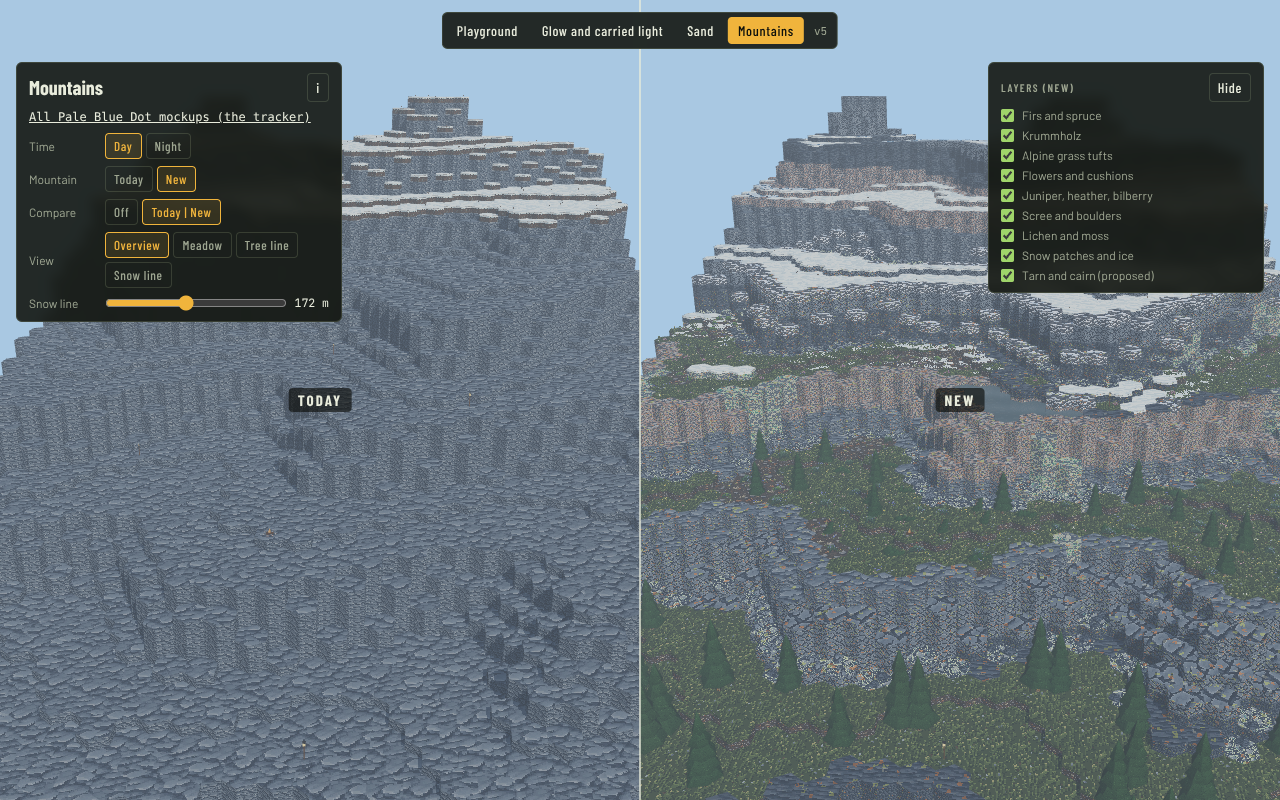 Playground Glow and carried light Sand Mountains v5
Mountains i
All Pale Blue Dot mockups (the tracker)
Time Day Night
Mountain Today New
Compare Off Today | New
View Overview Meadow Tree line
Snow line
Snow line 172 m
LAYERS (NEW) Hide
Firs and spruce
Krummholz
Alpine grass tufts
Flowers and cushions
Juniper, heather, bilberry
Scree and boulders
Lichen and moss
Snow patches and ice
Tarn and cairn (proposed)
TODAY
NEW